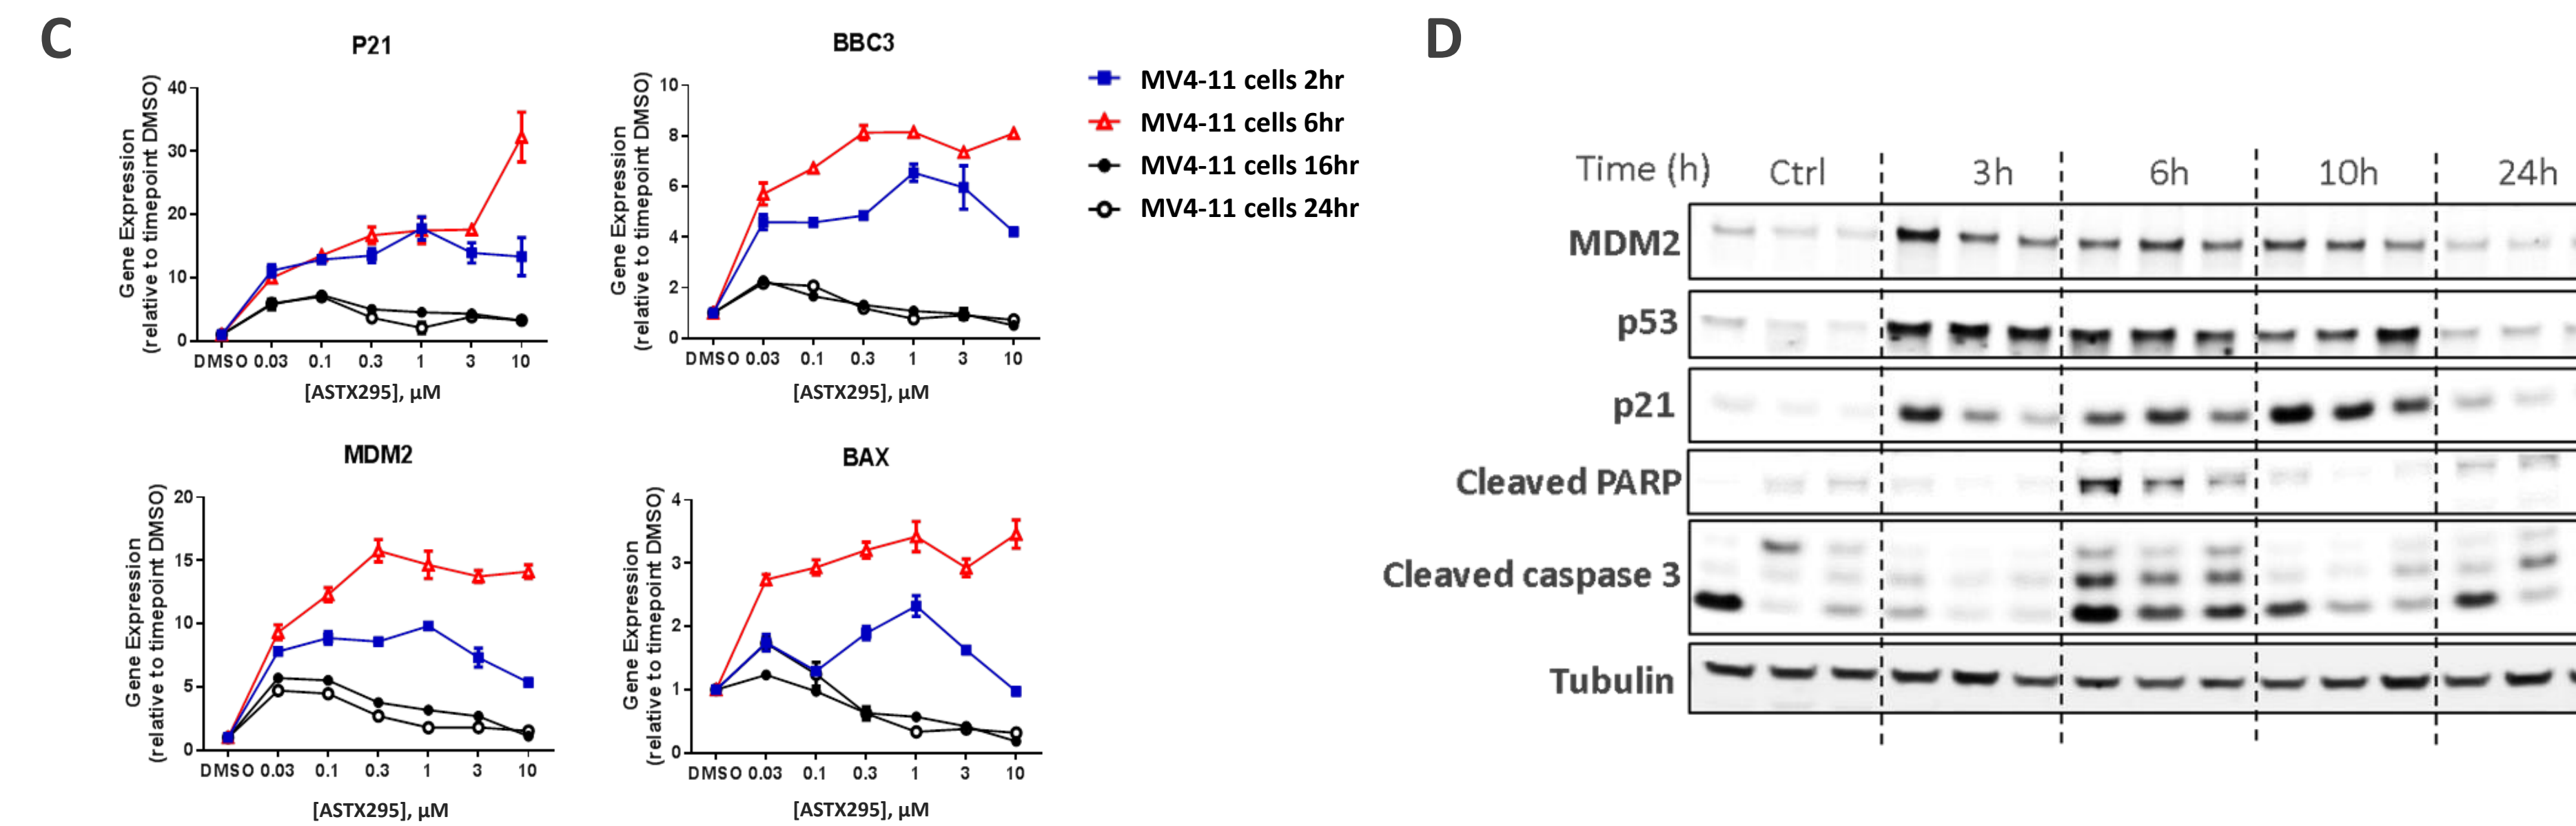 C
P21
Gene Expression
(relative to timepoint DMSO)
40
30
20
10
0
DMSO 0.03 0.1 0.3 1 3 10
[ASTX295], µM
BBC3
Gene Expression
(relative to timepoint DMSO)
10
8
6
4
2
0
DMSO 0.03 0.1 0.3 1 3 10
[ASTX295], µM
MV4-11 cells 2hr
MV4-11 cells 6hr
MV4-11 cells 16hr
MV4-11 cells 24hr
MDM2
Gene Expression
(relative to timepoint DMSO)
20
15
10
5
0
DMSO 0.03 0.1 0.3 1 3 10
[ASTX295], µM
BAX
Gene Expression
(relative to timepoint DMSO)
4
3
2
1
0
DMSO 0.03 0.1 0.3 1 3 10
[ASTX295], µM
D
Time (h) Ctrl 3h 6h 10h 24h
MDM2
p53
p21
Cleaved PARP
Cleaved caspase 3
Tubulin